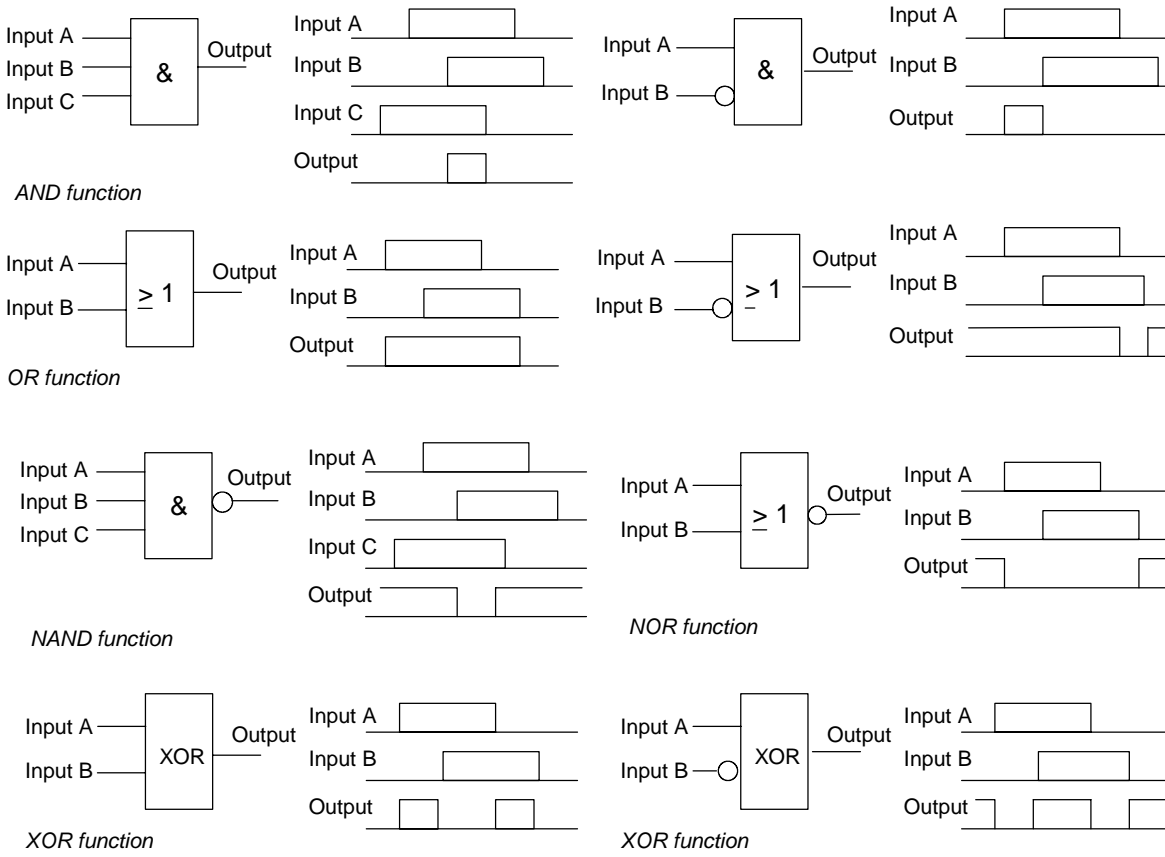 Input A
Input B
Input C
&
Output
Input A
Input B
Input C
Output
AND function
Input A
Input B
&
Output
Input A
Input B
Output
Input A
Input B
≥ 1
Output
Input A
Input B
Output
OR function
Input A
Input B
≥ 1
Output
Input A
Input B
Output
Input A
Input B
Input C
&
Output
Input A
Input B
Input C
Output
NAND function
Input A
Input B
≥ 1
Output
Input A
Input B
Output
NOR function
Input A
Input B
XOR
Output
Input A
Input B
Output
XOR function
Input A
Input B
XOR
Output
Input A
Input B
Output
XOR function